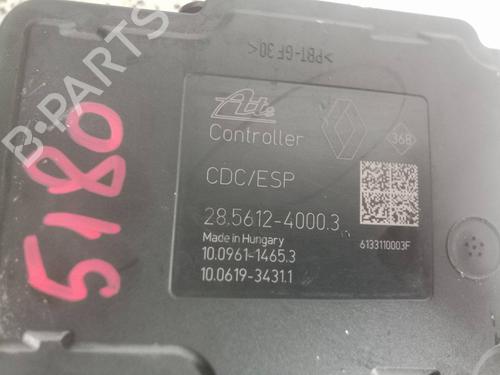 >PBT-GF30<
Ate
Controller
368
CDC/ESP
28.5612-4000.3
Made in Hungary
6133110003F
10.0961-1465.3
10.0619-3431.1
5180
B-PARTS